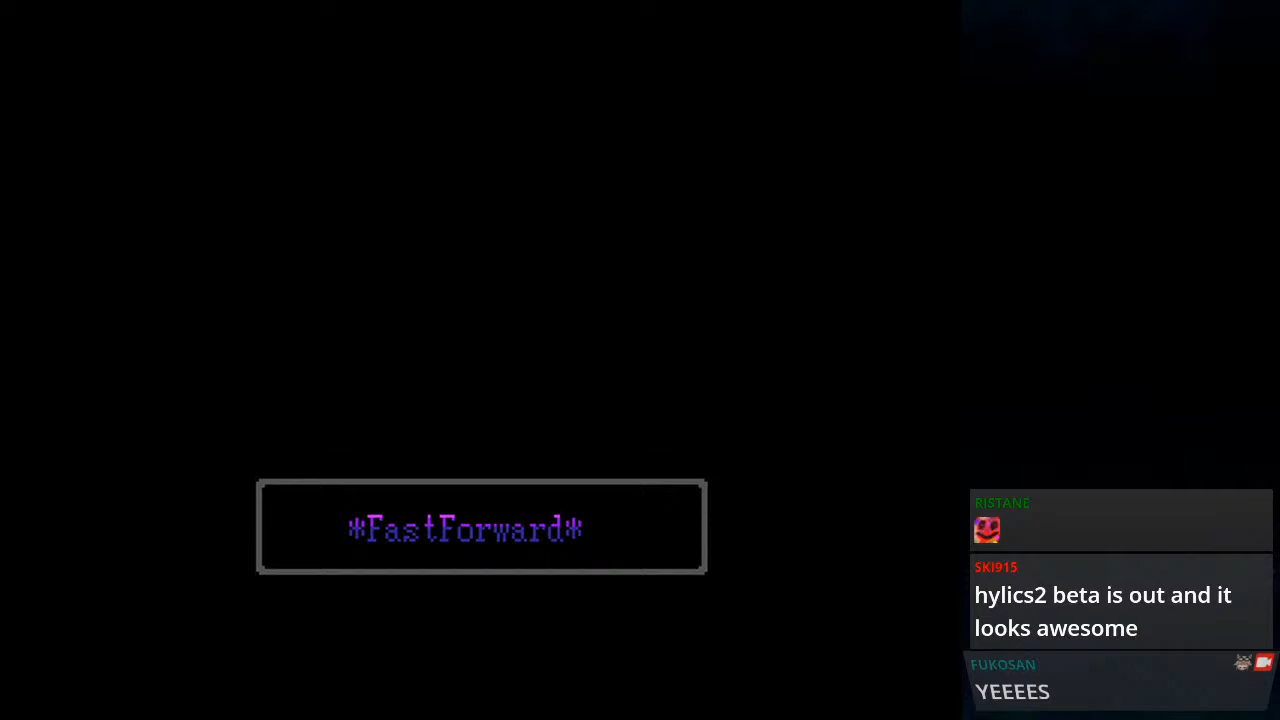 *FastForward*
RISTANE
SKI915
hylics2 beta is out and it
looks awesome
FUKOSAN
YEEEES